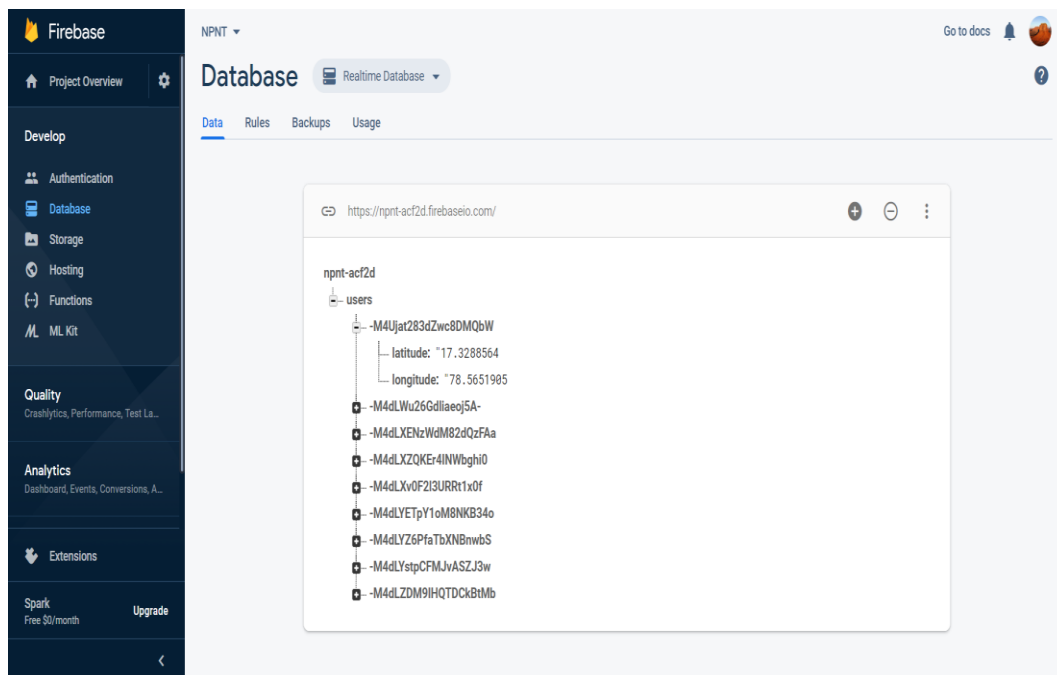 Firebase
Project Overview
Develop
Authentication
Database
Storage
Hosting
Functions
ML Kit
Quality
Crashlytics, Performance, Test La...
Analytics
Dashboard, Events, Conversions, A...
Extensions
Spark
Free $0/month
Upgrade
NPNT
Go to docs
Database
Realtime Database
Data Rules Backups Usage
https://npnt-acf2d.firebaseio.com/
npnt-acf2d
users
-M4Ujat283dZwc8DMQbW
latitude: "17.3288564
longitude: "78.5651905
-M4dLWu26Gdliaeoj5A-
-M4dLXENzWdM82dQzFAa
-M4dLXZQKEr4INWbghi0
-M4dLXv0F2I3URRt1x0f
-M4dLYETpY1oM8NKB34o
-M4dLYZ6PfaTbXNBnwbS
-M4dLYstpCFMJvASZJ3w
-M4dLZDM9IHQTDCkBtMb